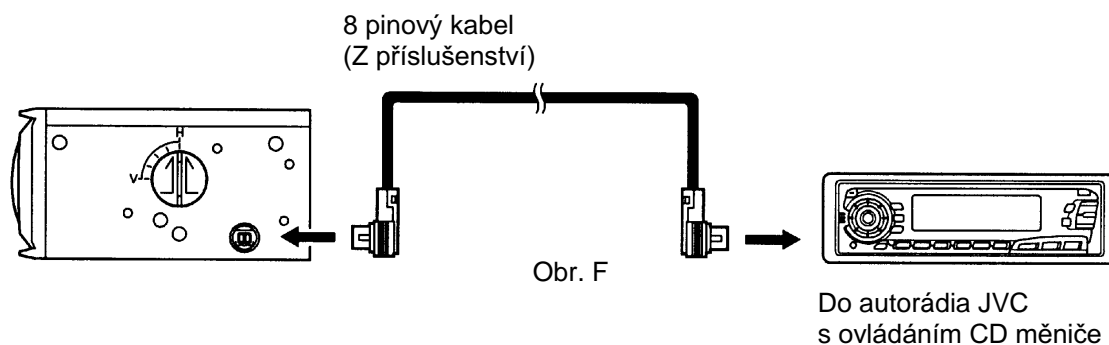 8 pinový kabel
(Z příslušenství)
H
V
Obr. F
Do autorádia JVC
s ovládáním CD měniče